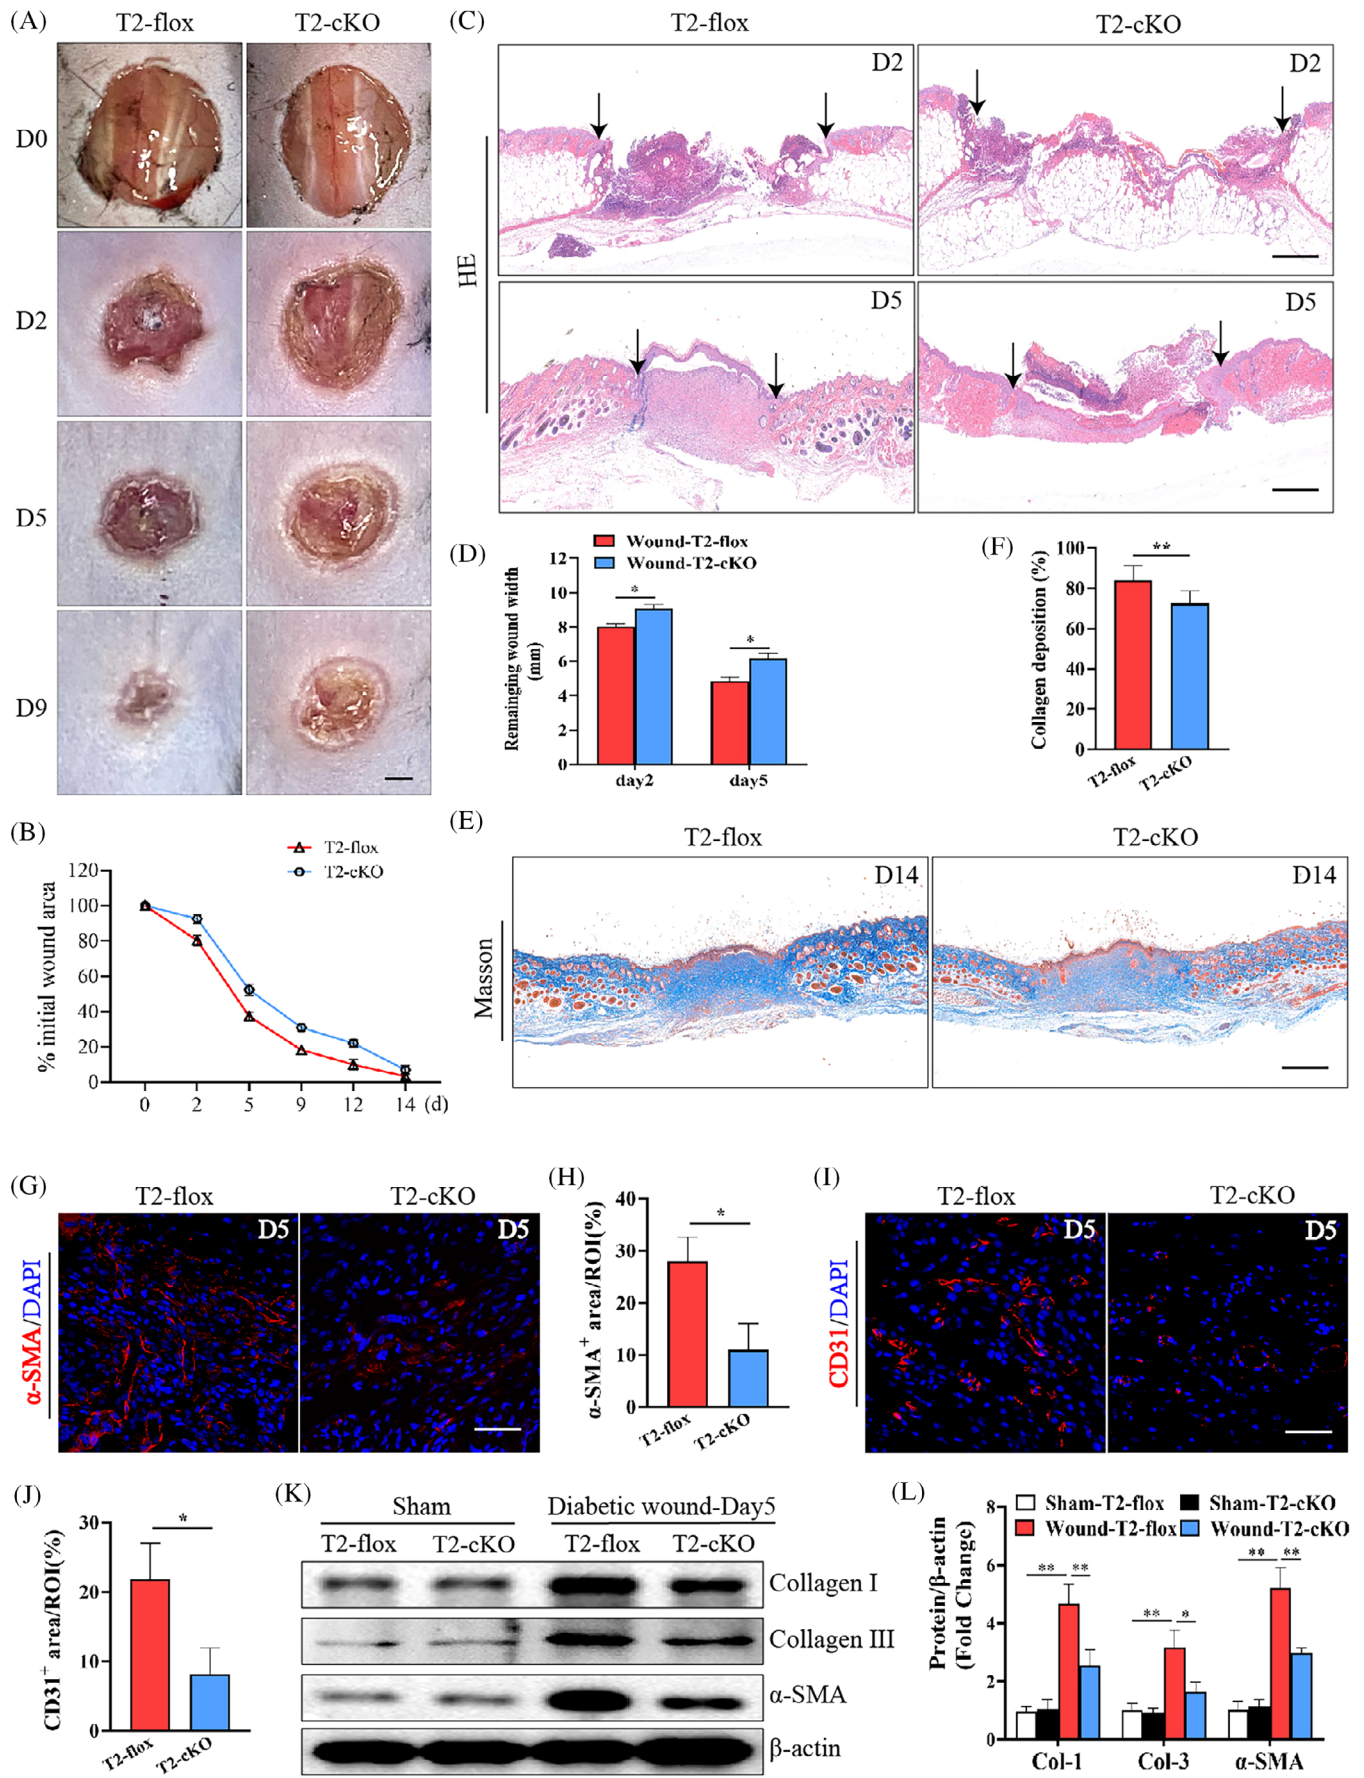 (A)
T2-flox
T2-cKO
D0
D2
D5
D9
(B)
T2-flox
T2-cKO
% initial wound area
120
100
80
60
40
20
0
0 2 5 9 12 14 (d)
(C)
T2-flox
T2-cKO
HE
D2
D2
D5
D5
(D)
Wound-T2-flox
Wound-T2-cKO
Remainging wound width
(mm)
12
10
8
6
4
2
0
*
*
day2
day5
(E)
T2-flox
T2-cKO
Masson
D14
D14
(F)
Collagen deposition (%)
100
80
60
40
20
0
**
T2-flox
T2-cKO
(G)
T2-flox
T2-cKO
α-SMA/DAPI
D5
D5
(H)
α-SMA+ area/ROI(%)
40
30
20
10
0
*
T2-flox
T2-cKO
(I)
T2-flox
T2-cKO
CD31/DAPI
D5
D5
(J)
CD31+ area/ROI(%)
30
20
10
0
*
T2-flox
T2-cKO
(K)
Sham
Diabetic wound-Day5
T2-flox T2-cKO T2-flox T2-cKO
Collagen I
Collagen III
α-SMA
β-actin
(L)
Sham-T2-flox
Sham-T2-cKO
Wound-T2-flox
Wound-T2-cKO
Protein/β-actin
(Fold Change)
8
6
4
2
0
** **
** *
** **
Col-1
Col-3
α-SMA